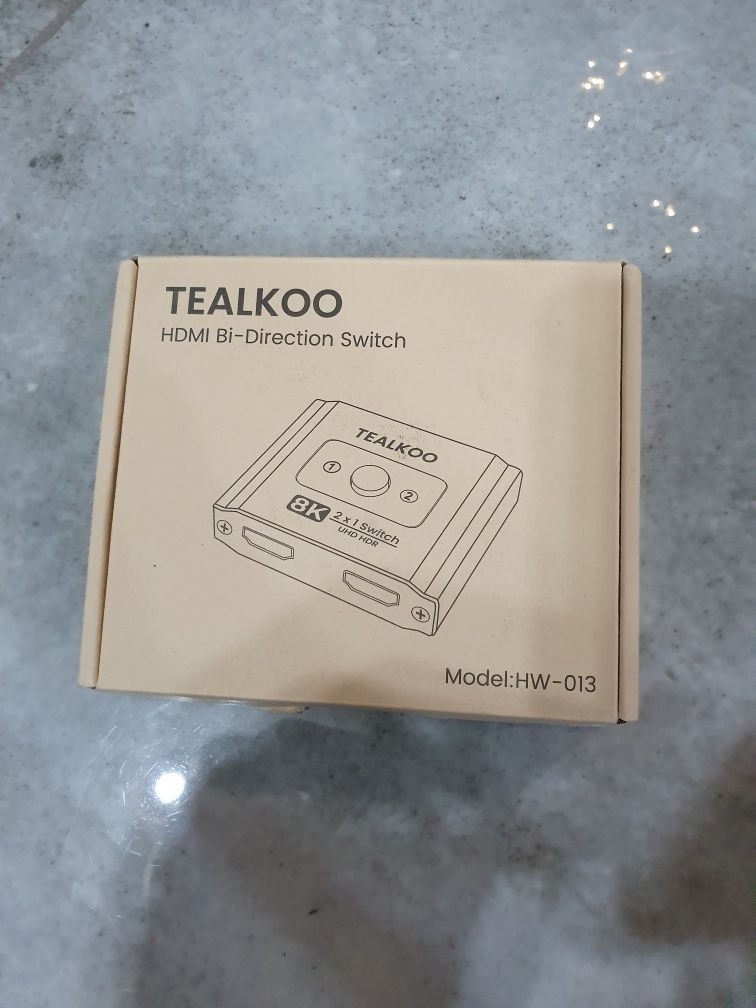 TEALKOO
HDMI Bi-Direction Switch
TEALKOO
1
2
8K 2 x 1 Switch
UHD HDR
Model:HW-013